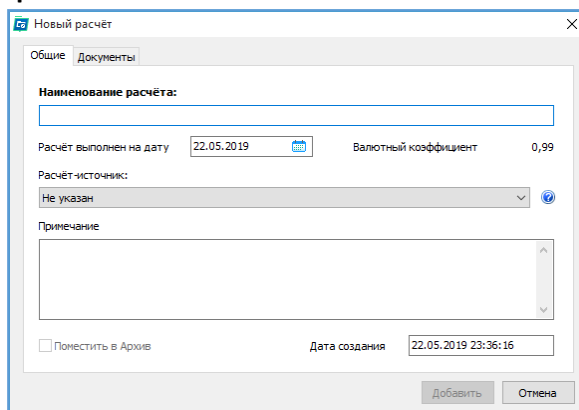 Новый расчёт
Общие Документы
Наименование расчёта:
Расчёт выполнен на дату 22.05.2019 Валютный коэффициент 0,99
Расчёт-источник:
Не указан
Примечание
Поместить в Архив Дата создания 22.05.2019 23:36:16
Добавить Отмена